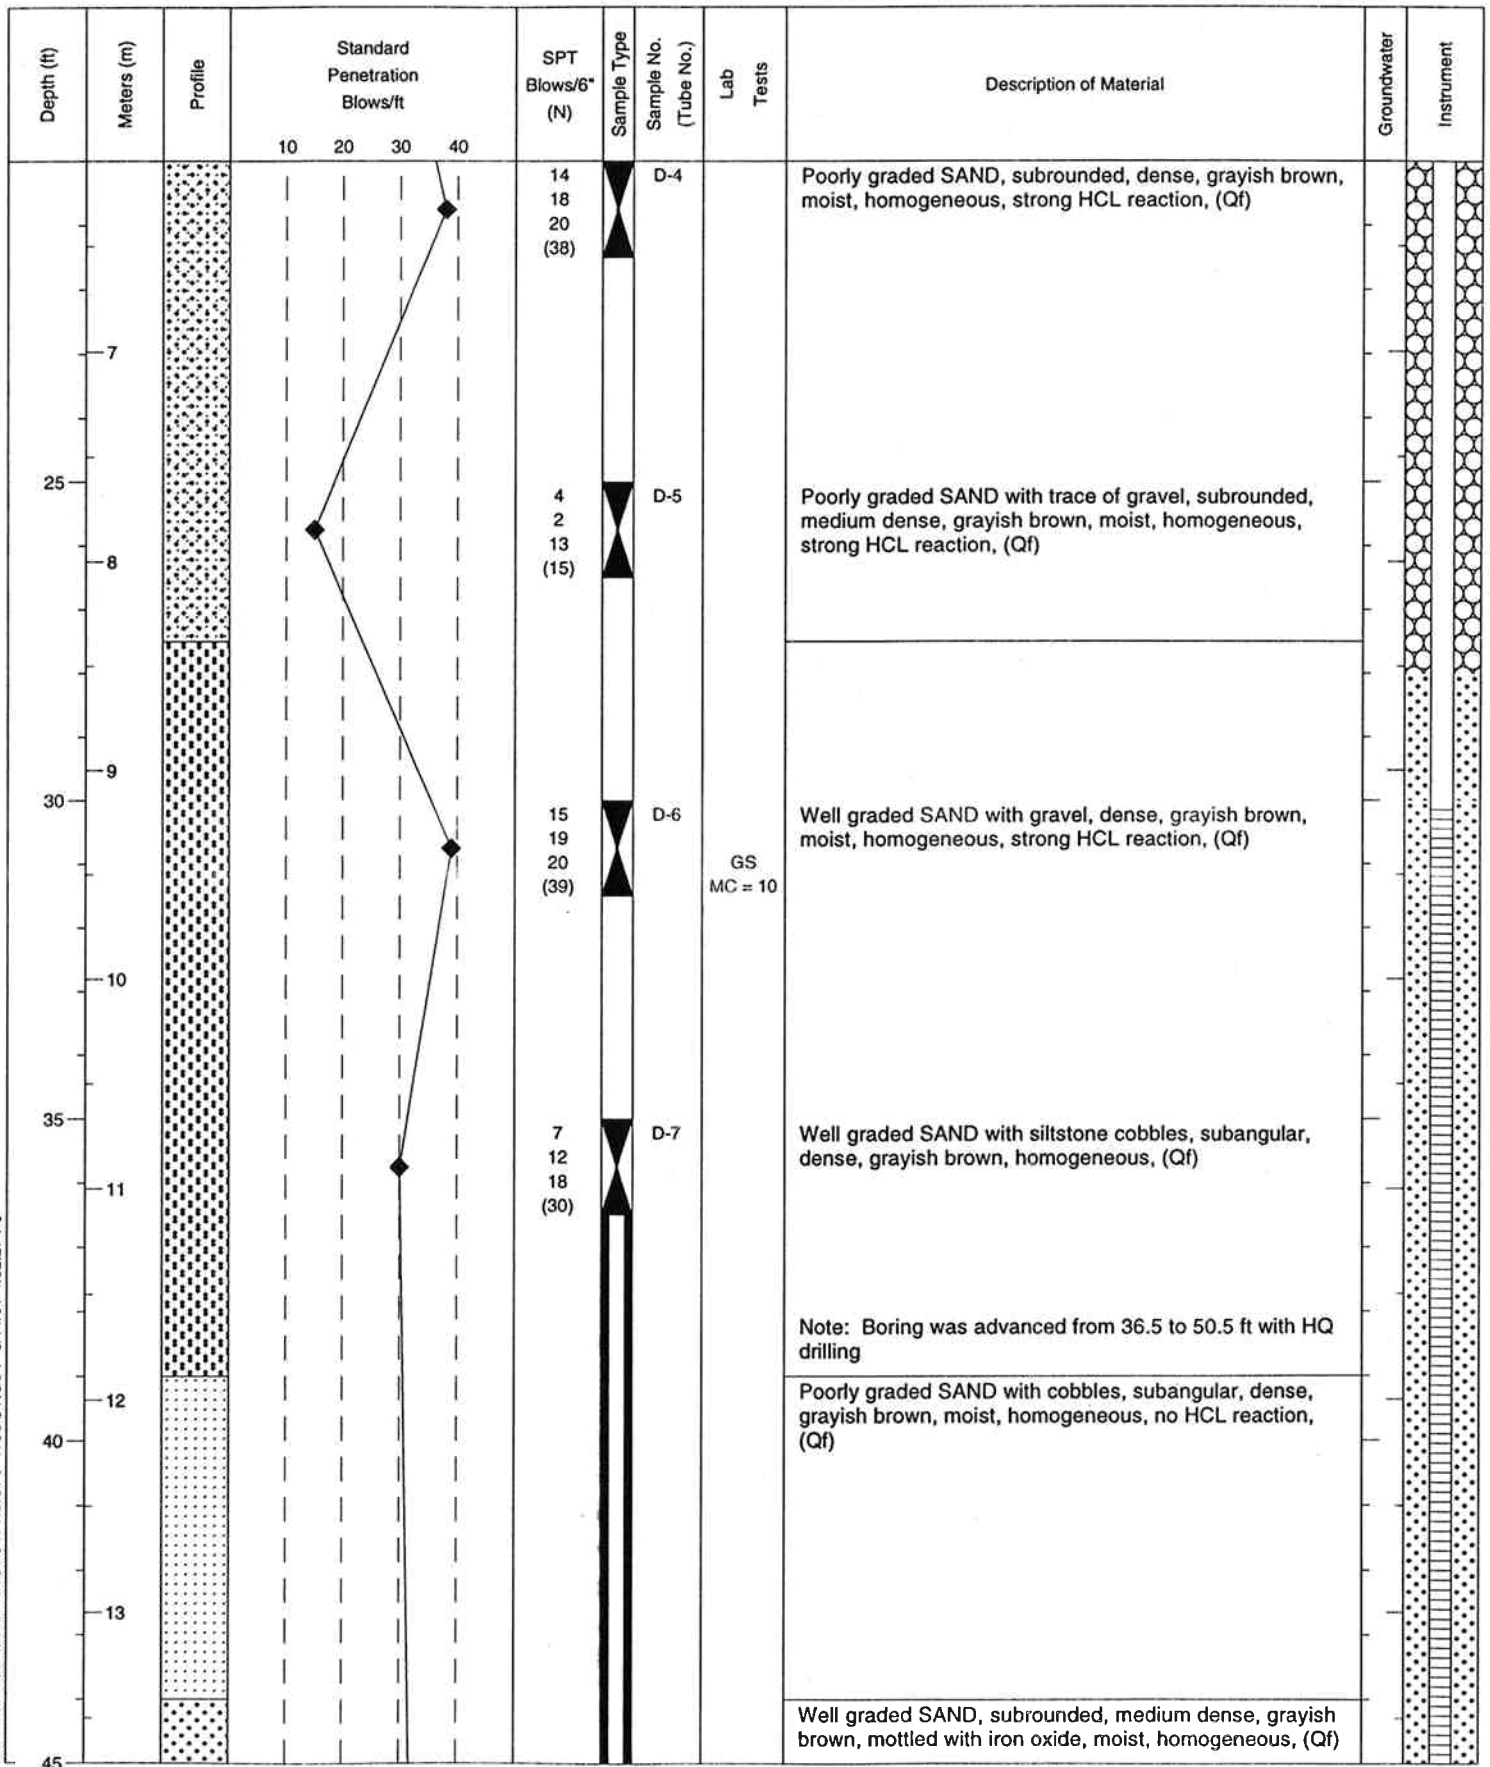 Depth (ft)
Meters (m)
Profile
Standard
Penetration
Blows/ft
10 20 30 40
SPT
Blows/6"
(N)
Sample Type
Sample No.
(Tube No.)
Lab
Tests
Description of Material
Groundwater
Instrument
14
18
20
(38)
D-4
Poorly graded SAND, subrounded, dense, grayish brown,
moist, homogeneous, strong HCL reaction, (Qf)
7
25
4
2
13
(15)
D-5
Poorly graded SAND with trace of gravel, subrounded,
medium dense, grayish brown, moist, homogeneous,
strong HCL reaction, (Qf)
8
9
30
15
19
20
(39)
D-6
GS
MC = 10
Well graded SAND with gravel, dense, grayish brown,
moist, homogeneous, strong HCL reaction, (Qf)
10
35
7
12
18
(30)
D-7
Well graded SAND with siltstone cobbles, subangular,
dense, grayish brown, homogeneous, (Qf)
11
Note: Boring was advanced from 36.5 to 50.5 ft with HQ
drilling
12
Poorly graded SAND with cobbles, subangular, dense,
grayish brown, moist, homogeneous, no HCL reaction,
(Qf)
40
13
Well graded SAND, subrounded, medium dense, grayish
brown, mottled with iron oxide, moist, homogeneous, (Qf)
45